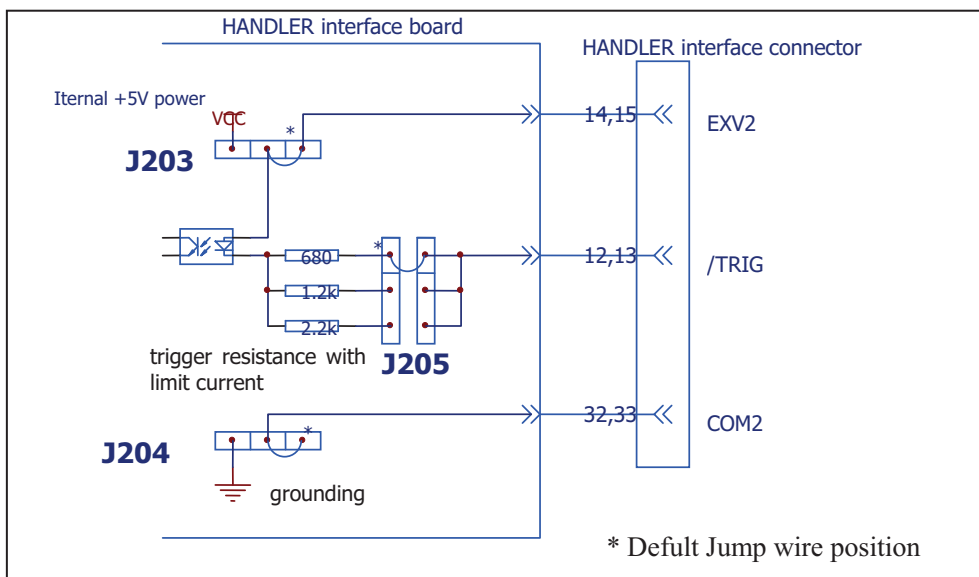 HANDLER interface board
HANDLER interface connector
Iternal +5V power
VCC
*
J203
14,15
EXV2
680
*
12,13
/TRIG
1.2k
2.2k
trigger resistance with
limit current
J205
32,33
COM2
*
J204
grounding
* Defult Jump wire position